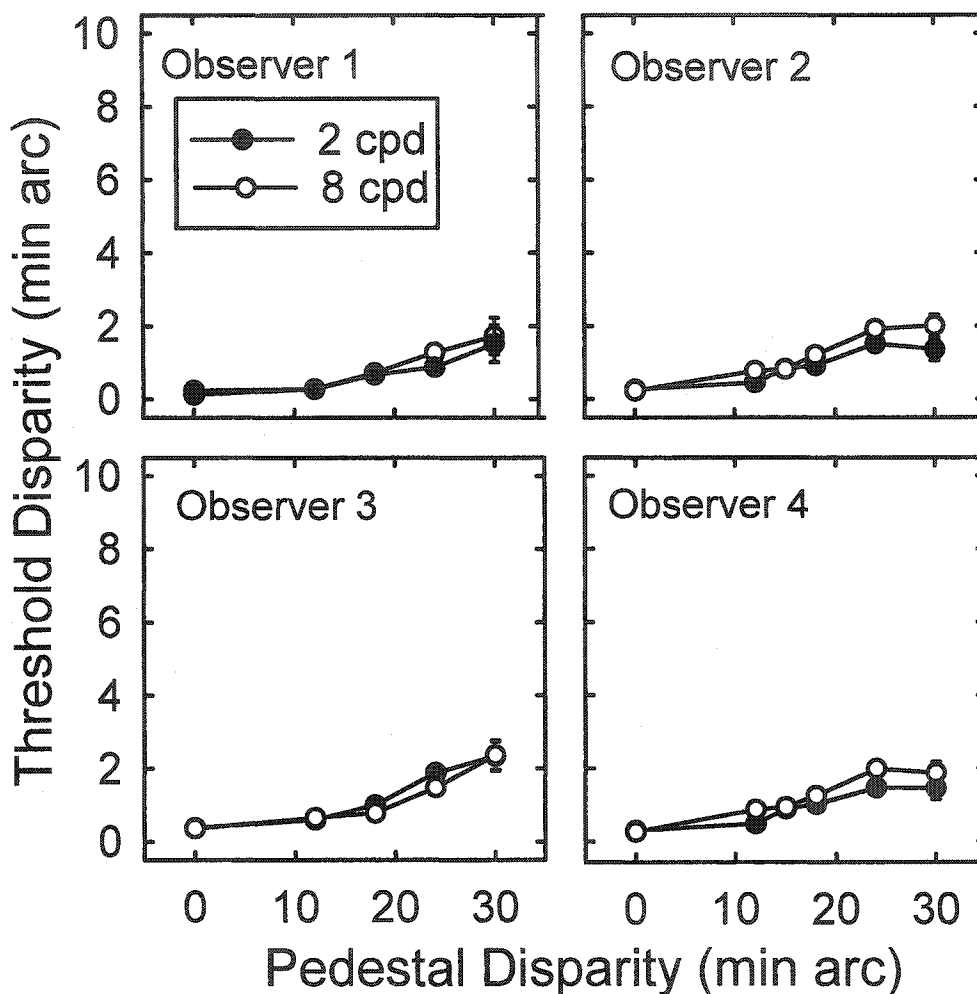 Threshold Disparity (min arc)
10
8
6
4
2
0
Observer 1
2 cpd
8 cpd
Observer 2
10
8
6
4
2
0
Observer 3
Observer 4
0 10 20 30
0 10 20 30
Pedestal Disparity (min arc)